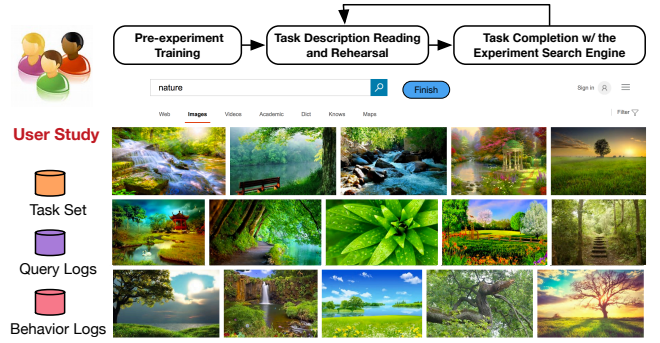 Pre-experiment
Training
Task Description Reading
and Rehearsal
Task Completion w/ the
Experiment Search Engine
nature
Finish
Sign in
Web Images Videos Academic Dict Knows Maps
Filter
User Study
Task Set
Query Logs
Behavior Logs